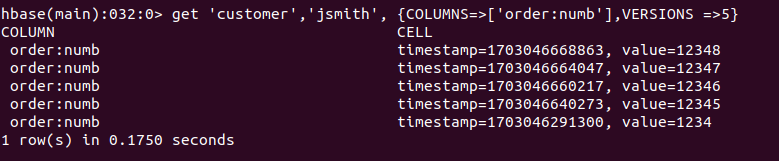 hbase(main):032:0> get 'customer','jsmith', {COLUMNS=>['order:numb'],VERSIONS =>5}
COLUMN CELL
order:numb timestamp=1703046668863, value=12348
order:numb timestamp=1703046664047, value=12347
order:numb timestamp=1703046660217, value=12346
order:numb timestamp=1703046640273, value=12345
order:numb timestamp=1703046291300, value=1234
1 row(s) in 0.1750 seconds